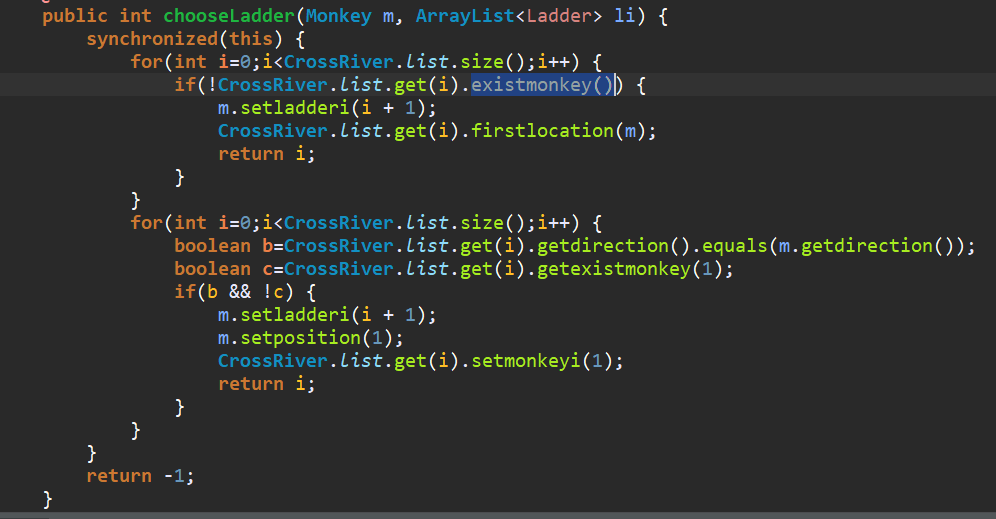 public int chooseLadder(Monkey m, ArrayList<Ladder> li) {
synchronized(this) {
for(int i=0;i<CrossRiver.list.size();i++) {
if(!CrossRiver.list.get(i).existmonkey()) {
m.setladderi(i + 1);
CrossRiver.list.get(i).firstlocation(m);
return i;
}
}
for(int i=0;i<CrossRiver.list.size();i++) {
boolean b=CrossRiver.list.get(i).getdirection().equals(m.getdirection());
boolean c=CrossRiver.list.get(i).getexistmonkey(1);
if(b && !c) {
m.setladderi(i + 1);
m.setposition(1);
CrossRiver.list.get(i).setmonkeyi(1);
return i;
}
}
}
return -1;
}